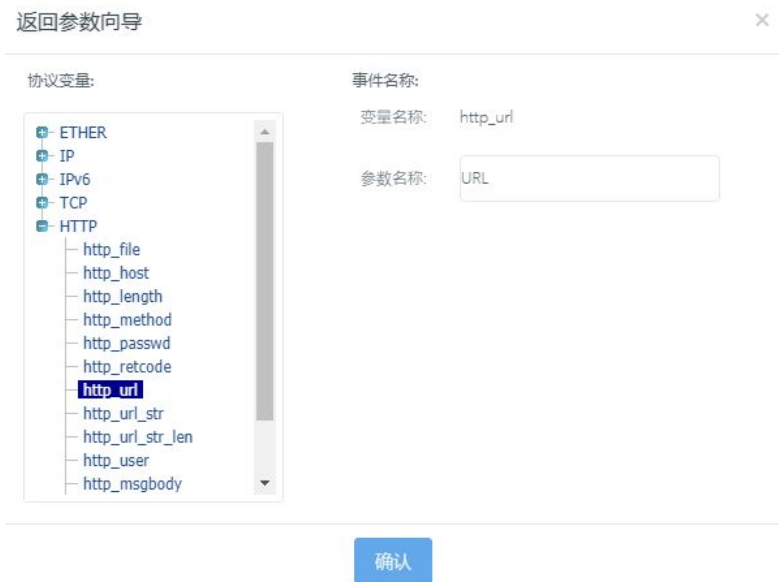 返回参数向导
×
协议变量:
事件名称:
ETHER
IP
IPv6
TCP
HTTP
http_file
http_host
http_length
http_method
http_passwd
http_retcode
http_url
http_url_str
http_url_str_len
http_user
http_msgbody
变量名称: http_url
参数名称: URL
确认